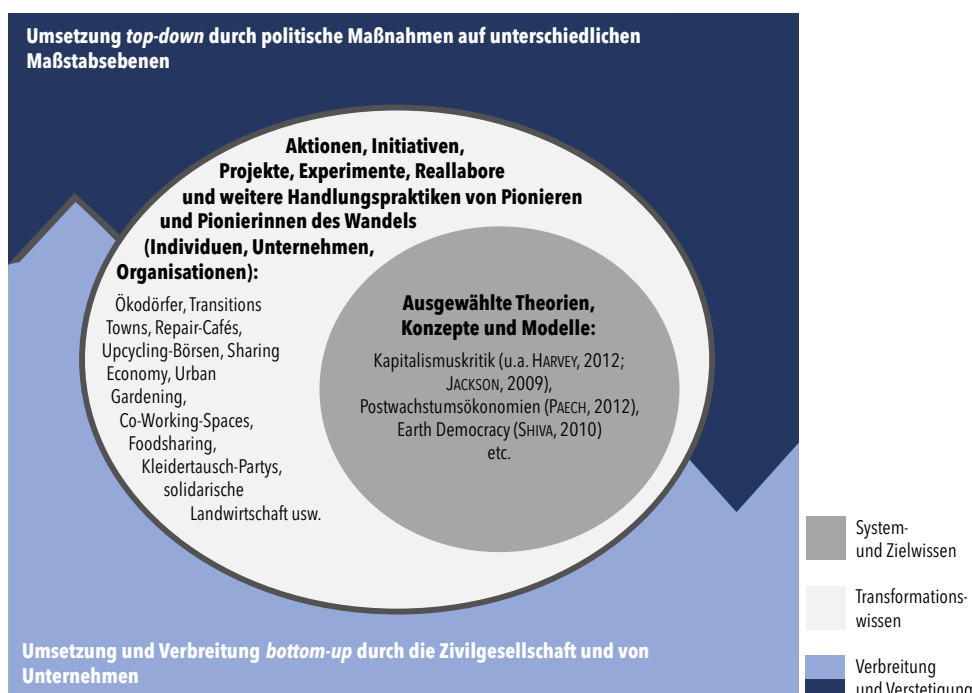 Umsetzung top-down durch politische Maßnahmen auf unterschiedlichen
Maßstabsebenen
Aktionen, Initiativen,
Projekte, Experimente, Reallabore
und weitere Handlungspraktiken von Pionieren
und Pionierinnen des Wandels
(Individuen, Unternehmen,
Organisationen):
Ökodörfer, Transitions
Towns, Repair-Cafés,
Upcycling-Börsen, Sharing
Economy, Urban
Gardening,
Co-Working-Spaces,
Foodsharing,
Kleidertausch-Partys,
solidarische
Landwirtschaft usw.
Ausgewählte Theorien,
Konzepte und Modelle:
Kapitalismuskritik (u.a. HARVEY, 2012;
JACKSON, 2009),
Postwachstumsökonomien (PAECH, 2012),
Earth Democracy (SHIVA, 2010)
etc.
Umsetzung und Verbreitung bottom-up durch die Zivilgesellschaft und von
Unternehmen
System-
und Zielwissen
Transformations-
wissen
Verbreitung
und Verstetigung